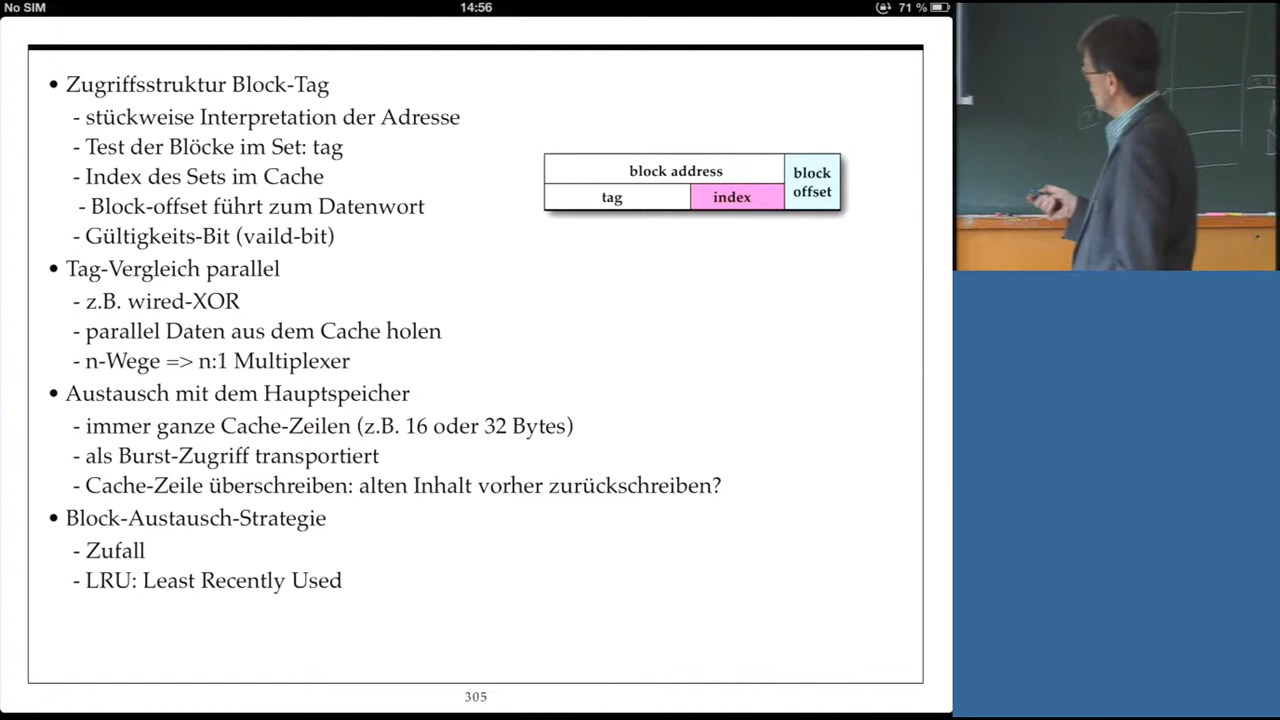 No SIM
14:56
71 %
• Zugriffsstruktur Block-Tag
- stückweise Interpretation der Adresse
- Test der Blöcke im Set: tag
- Index des Sets im Cache
- Block-offset führt zum Datenwort
- Gültigkeits-Bit (vaild-bit)
block address
block offset
tag
index
• Tag-Vergleich parallel
- z.B. wired-XOR
- parallel Daten aus dem Cache holen
- n-Wege => n:1 Multiplexer
• Austausch mit dem Hauptspeicher
- immer ganze Cache-Zeilen (z.B. 16 oder 32 Bytes)
- als Burst-Zugriff transportiert
- Cache-Zeile überschreiben: alten Inhalt vorher zurückschreiben?
• Block-Austausch-Strategie
- Zufall
- LRU: Least Recently Used
305